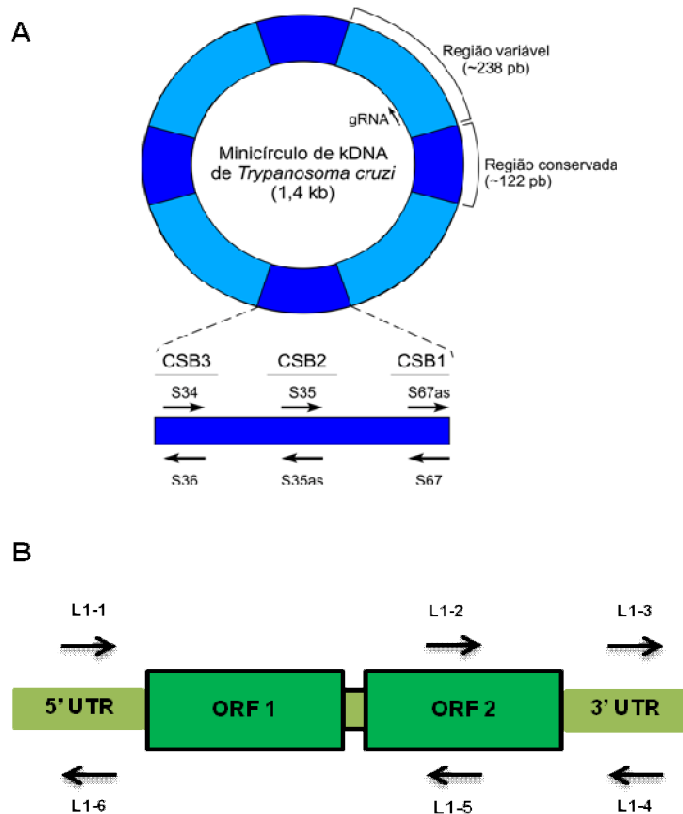 A
Região variável
(~238 pb)
gRNA
Minicírculo de kDNA
de Trypanosoma cruzi
(1,4 kb)
Região conservada
(~122 pb)
CSB3 CSB2 CSB1
S34 S35 S67as
S36 S35as S67
B
L1-1 L1-2 L1-3
5' UTR ORF 1 ORF 2 3' UTR
L1-6 L1-5 L1-4